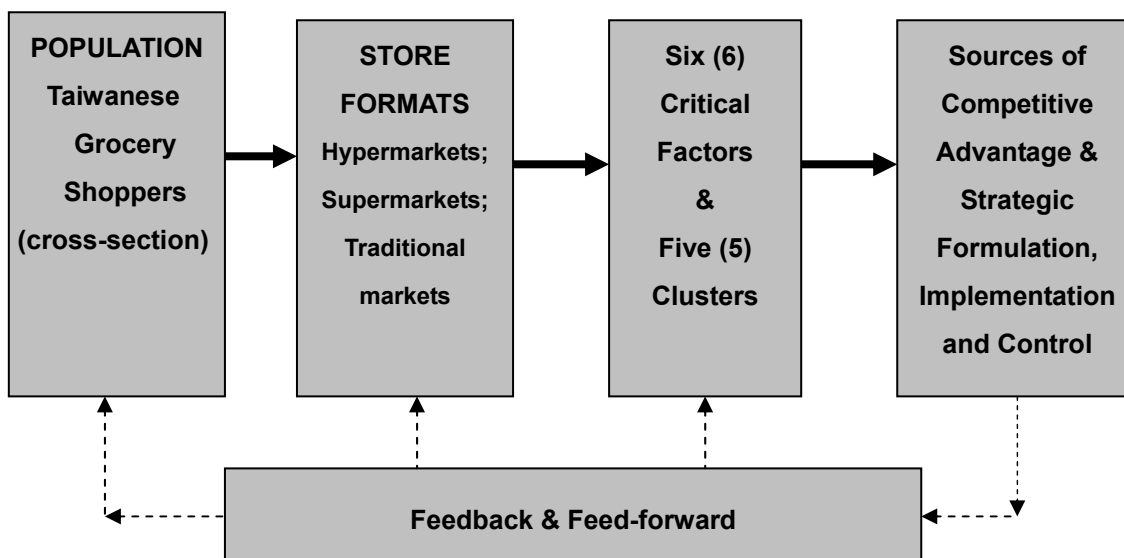 POPULATION
Taiwanese
Grocery
Shoppers
(cross-section)
STORE
FORMATS
Hypermarkets;
Supermarkets;
Traditional
markets
Six (6)
Critical
Factors
&
Five (5)
Clusters
Sources of
Competitive
Advantage &
Strategic
Formulation,
Implementation
and Control
Feedback & Feed-forward